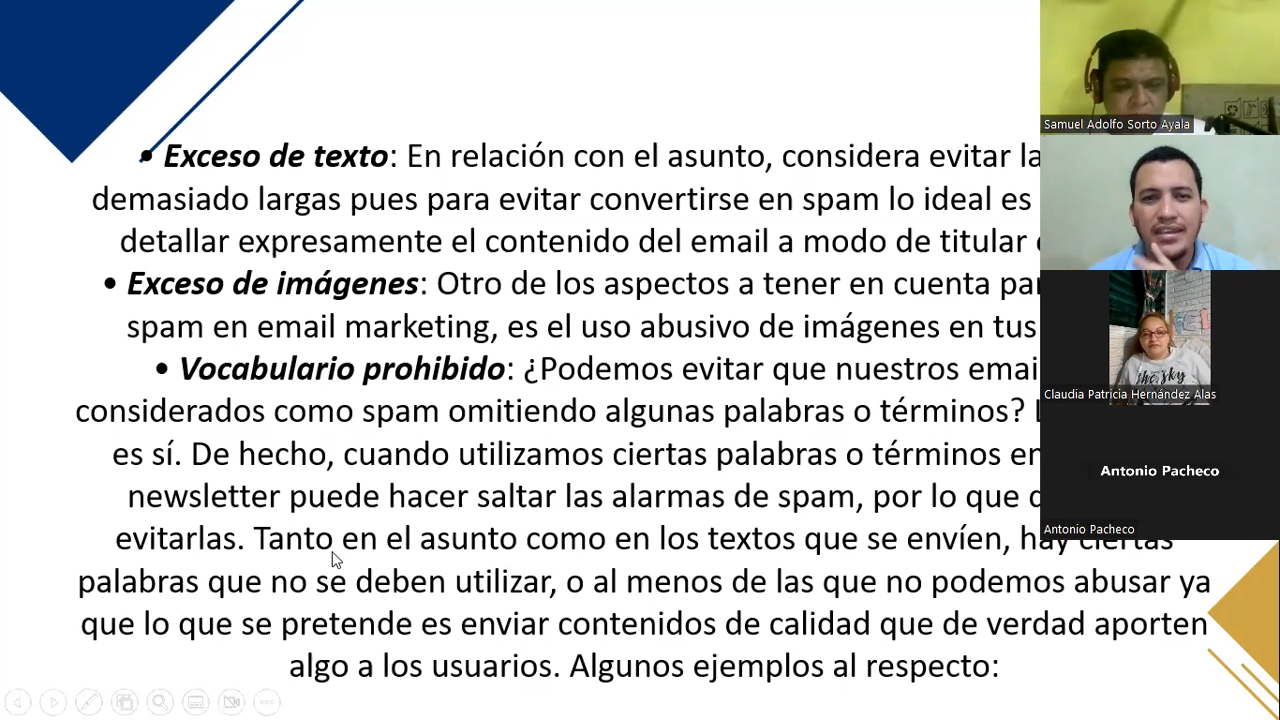 • Exceso de texto: En relación con el asunto, considera evitar la
demasiado largas pues para evitar convertirse en spam lo ideal es
detallar expresamente el contenido del email a modo de titular
• Exceso de imágenes: Otro de los aspectos a tener en cuenta
spam en email marketing, es el uso abusivo de imágenes en tus
• Vocabulario prohibido: ¿Podemos evitar que nuestros
considerados como spam omitiendo algunas palabras o términos?
es sí. De hecho, cuando utilizamos ciertas palabras o términos en
newsletter puede hacer saltar las alarmas de spam, por lo que
evitarlas. Tanto en el asunto como en los textos que se envíen, hay ciertas
palabras que no se deben utilizar, o al menos de las que no podemos abusar ya
que lo que se pretende es enviar contenidos de calidad que de verdad aporten
algo a los usuarios. Algunos ejemplos al respecto:
Samuel Adolfo Sorto Ayala
the sky
Claudia Patricia Hernández Alas
Antonio Pacheco
Antonio Pacheco